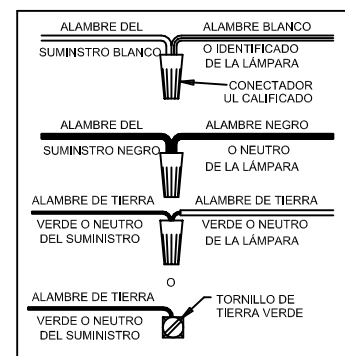 ALAMBRE DEL ALAMBRE BLANCO
SUMINSTRO BLANCO O IDENTIFICADO
DE LA LÁMPARA
CONECTADOR
UL CALIFICADO
ALAMBRE DEL ALAMBRE NEGRO
SUMINSTRO NEGRO O NEUTRO
DE LA LÁMPARA
ALAMBRE DE TIERRA ALAMBRE DE TIERRA
VERDE O NEUTRO VERDE O NEUTRO
DEL SUMINISTRO DE LA LÁMPARA
O
ALAMBRE DE TIERRA TORNILLO DE
TIERRA VERDE
VERDE O NEUTRO
DEL SUMINISTRO